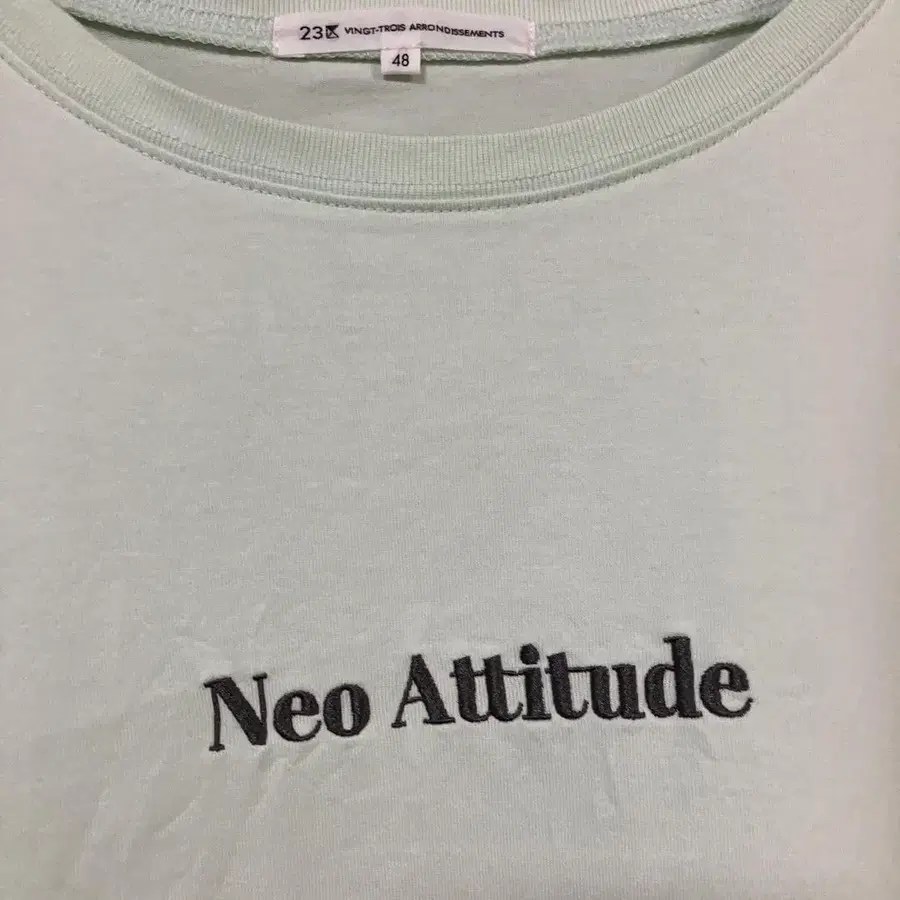 23区 VINGT-TROIS ARRONDISSEMENTS
48
Neo Attitude